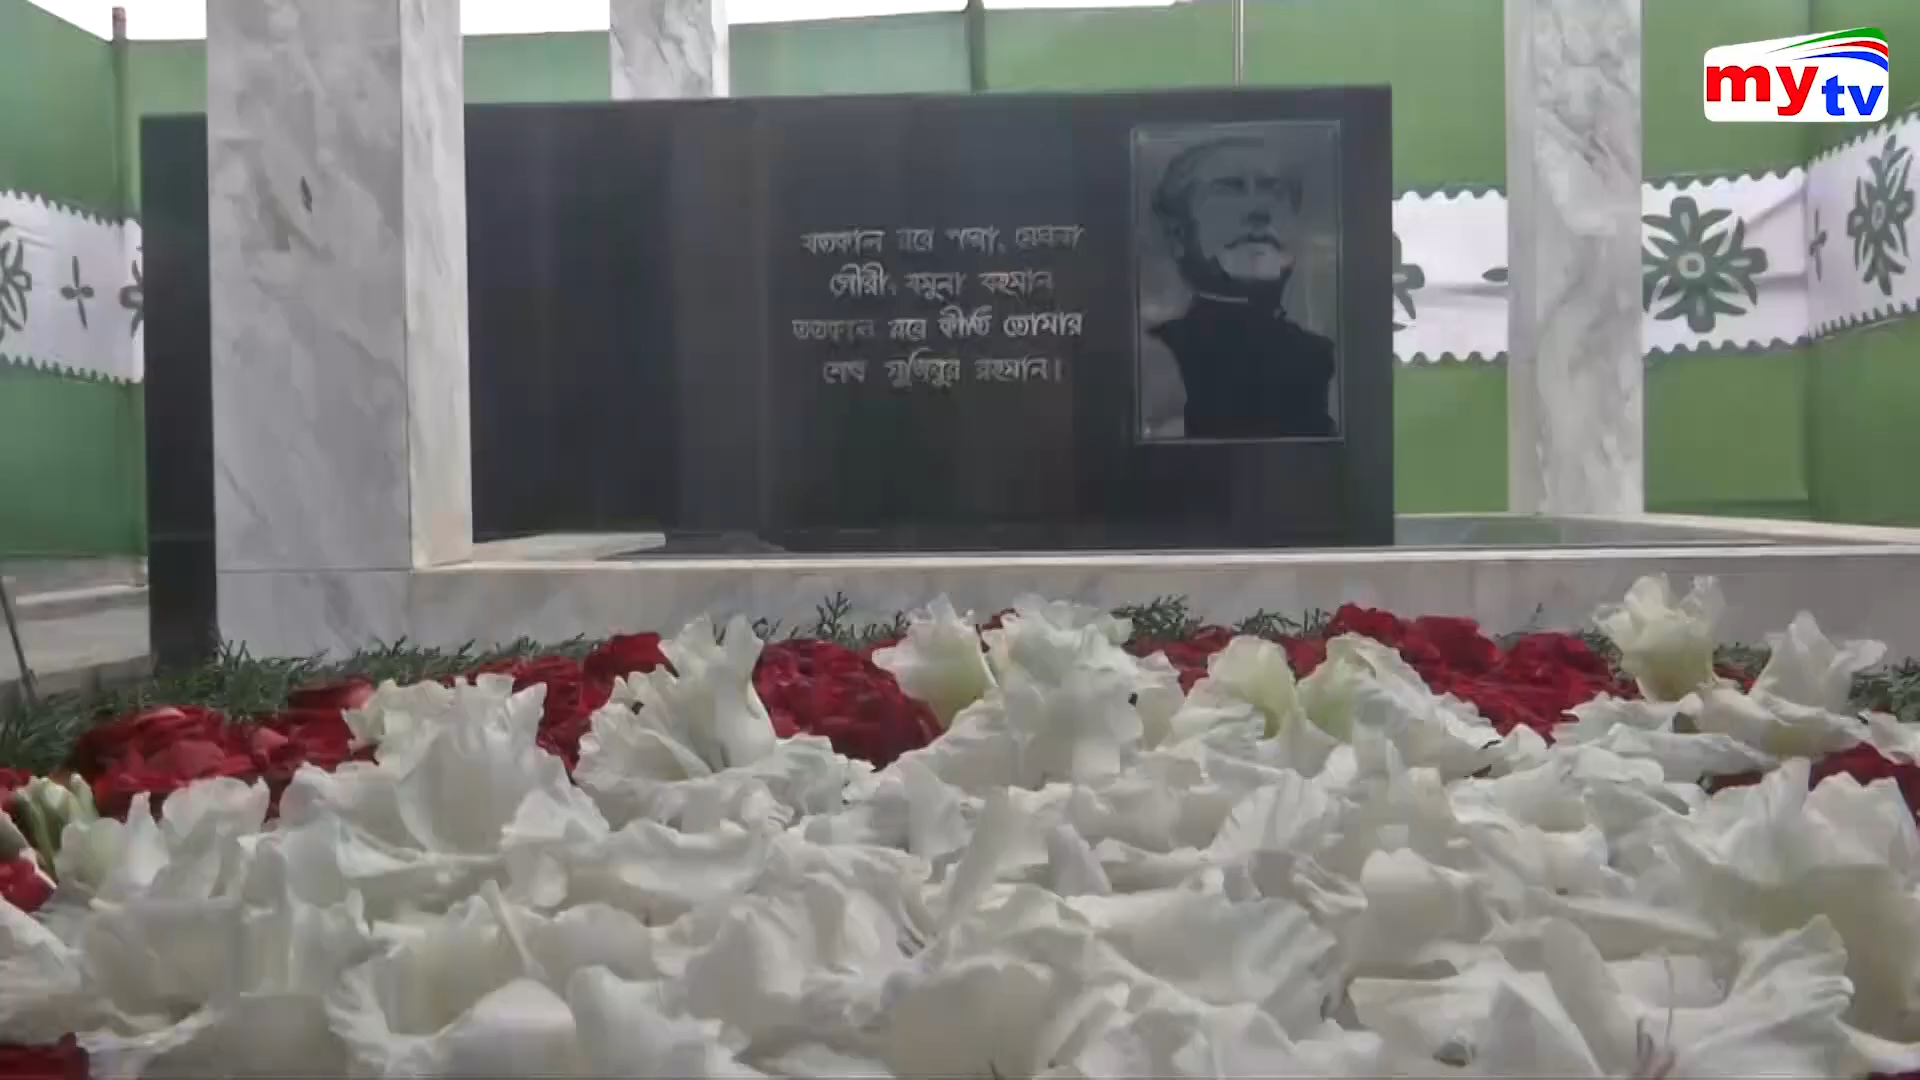 my tv
যতকাল রবে পদ্মা, মেঘনা
গৌরী, যমুনা বহমান
ততকাল রবে কীর্তি তোমার
শেখ মুজিবুর রহমান।